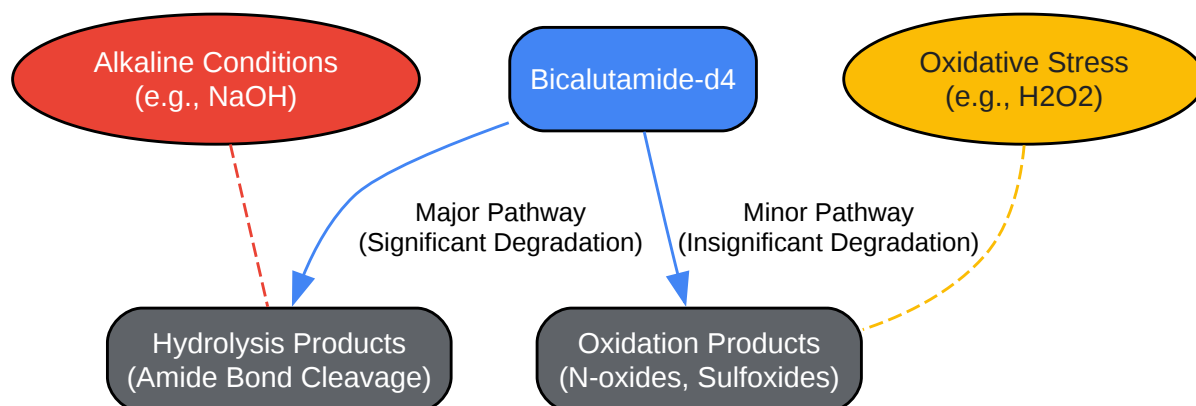 Alkaline Conditions
(e.g., NaOH)
Bicalutamide-d4
Oxidative Stress
(e.g., H2O2)
Major Pathway
(Significant Degradation)
Minor Pathway
(Insignificant Degradation)
Hydrolysis Products
(Amide Bond Cleavage)
Oxidation Products
(N-oxides, Sulfoxides)